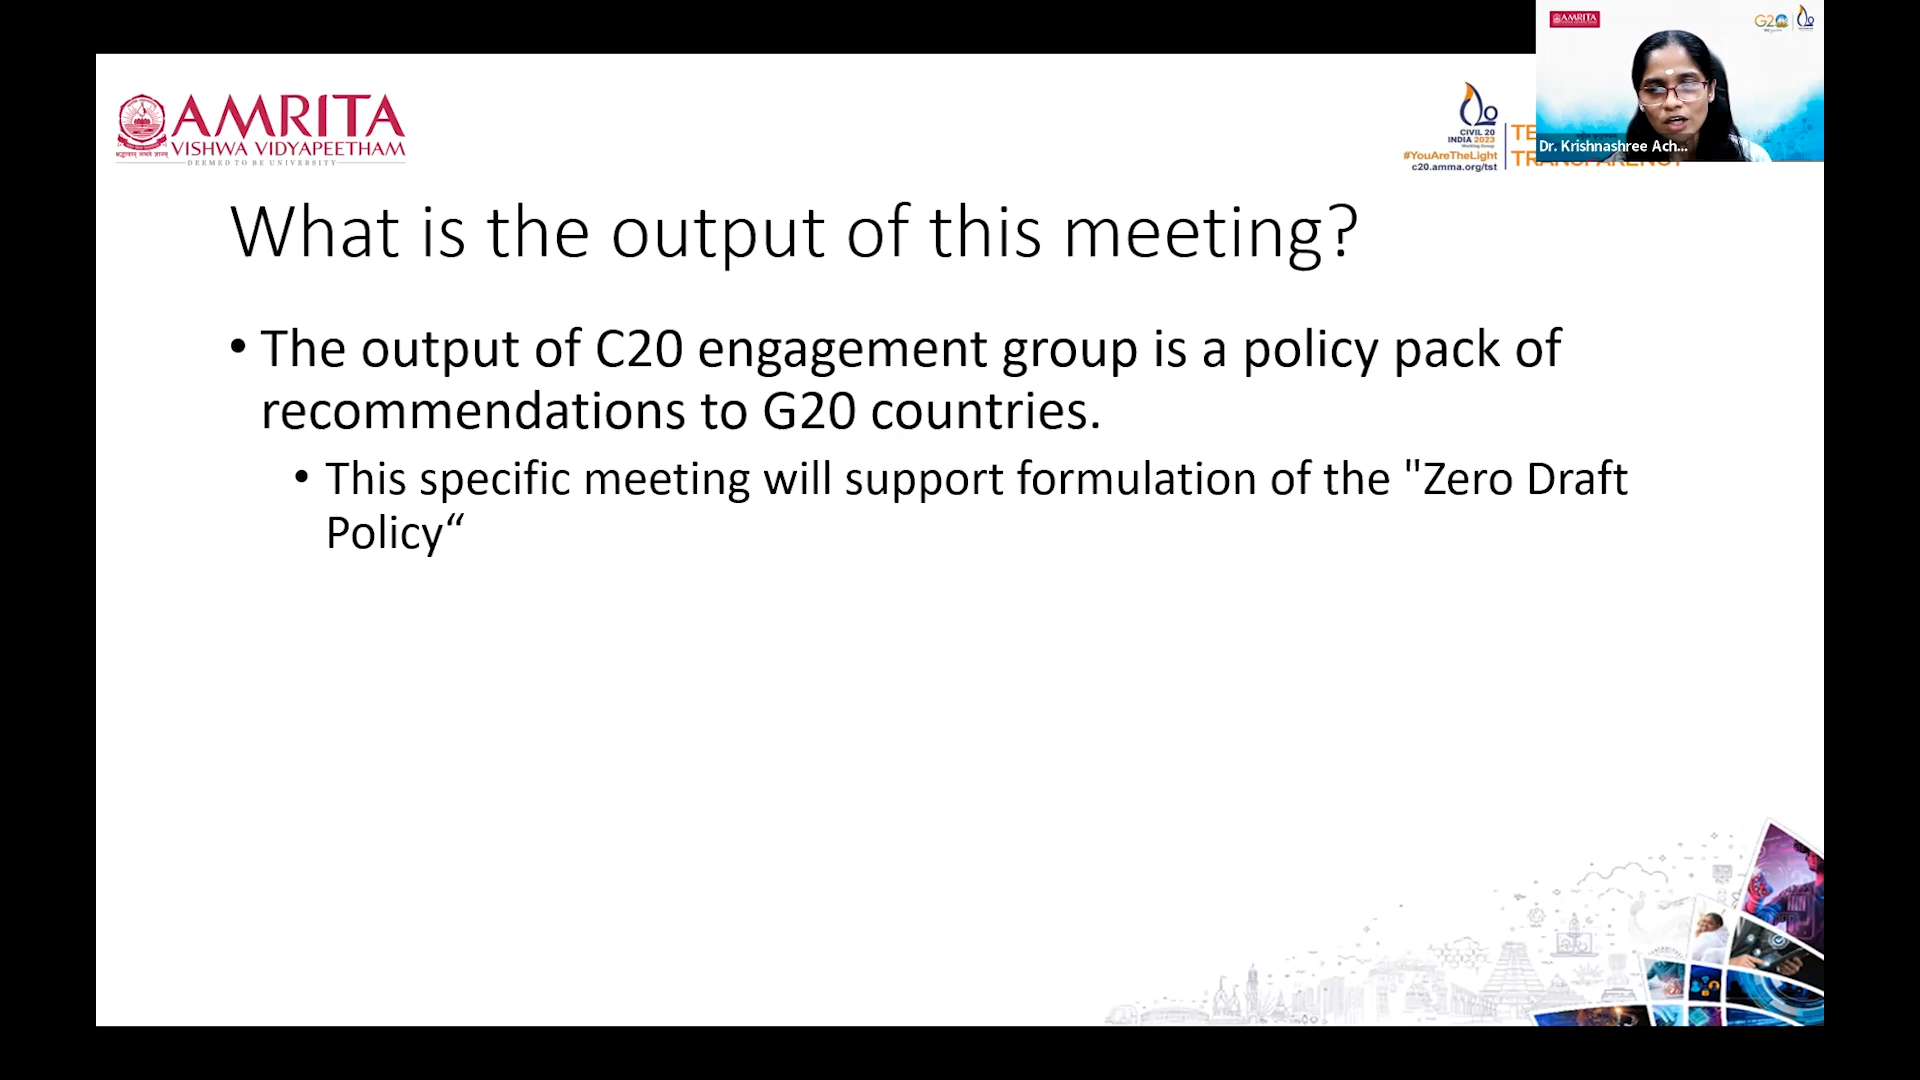 AMRITA
VISHWA VIDYAPEETHAM
DEEMED TO BE UNIVERSITY
CIVIL 20
INDIA 2023
Working Group
#YouAreTheLight
c20.amma.org/tst
AMRITA
G20
Dr. Krishnashree Ach...
What is the output of this meeting?
• The output of C20 engagement group is a policy pack of
recommendations to G20 countries.
• This specific meeting will support formulation of the "Zero Draft
Policy“